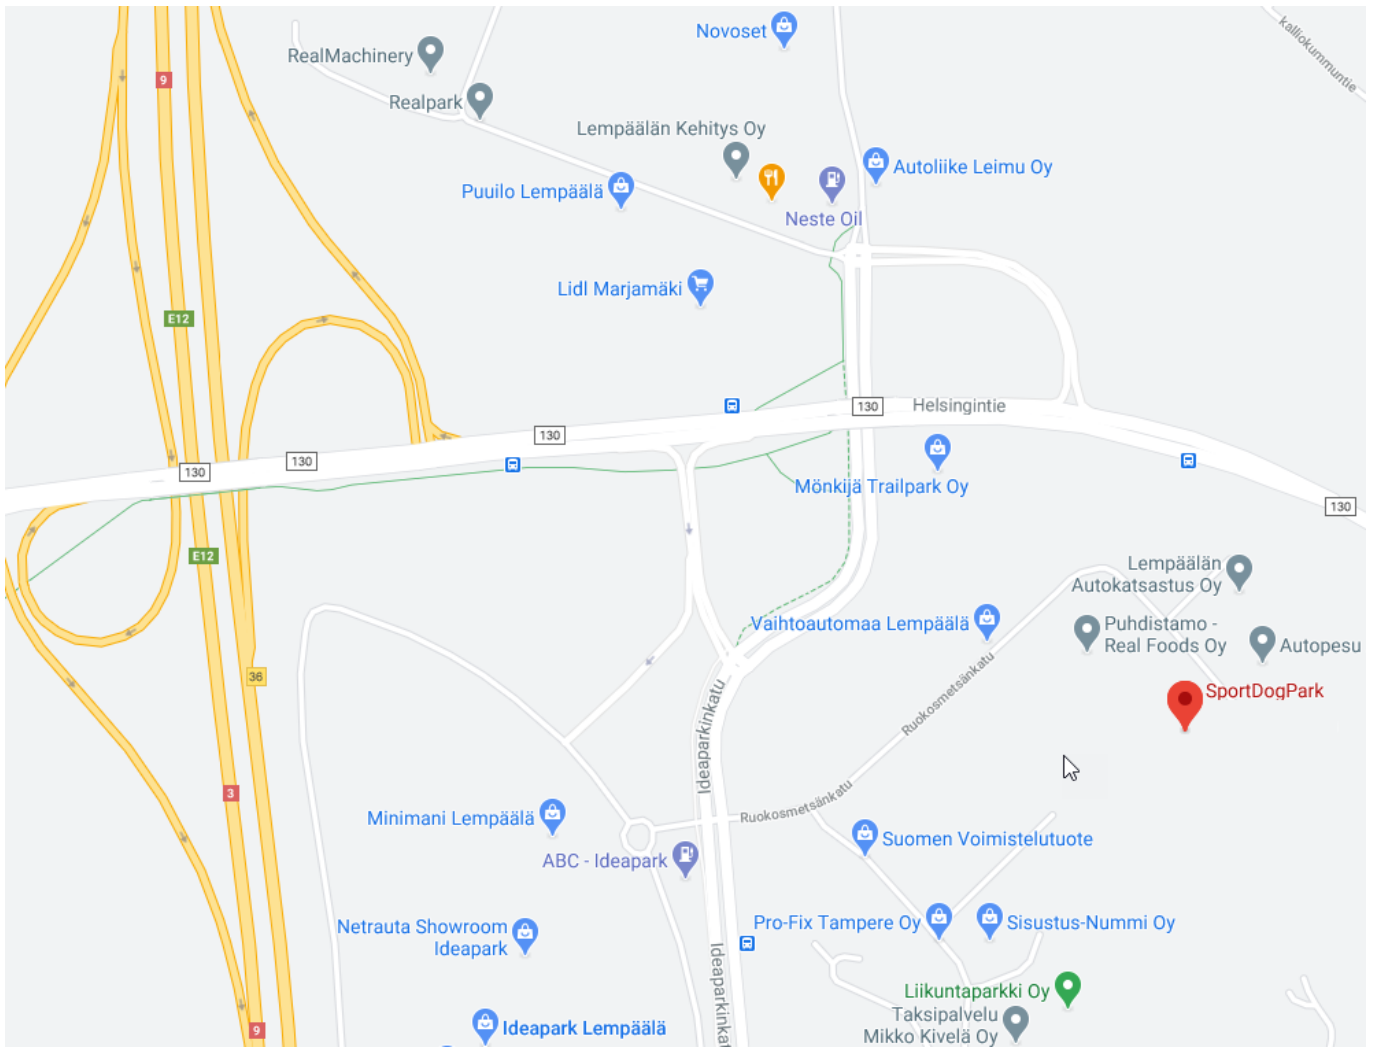 Novoset
kalliokummuntie
RealMachinery
9
Realpark
Lempäälän Kehitys Oy
Autoliike Leimu Oy
Puuilo Lempäälä
Neste Oil
Lidl Marjamäki
E12
130
Helsingintie
130
130
130
Mönkijä Trailpark Oy
130
E12
Lempäälän
Autokatsastus Oy
Vaihtoautomaa Lempäälä
Puhdistamo -
Real Foods Oy
Autopesu
36
Ruokosmetsänkatu
SportDogPark
Ideaparkinkatu
3
Ruokosmetsänkatu
Minimani Lempäälä
Suomen Voimistelutuote
ABC - Ideapark
Netrauta Showroom
Ideapark
Pro-Fix Tampere Oy
Sisustus-Nummi Oy
Ideaparkinkat
Liikuntaparkki Oy
Taksipalvelu
Mikko Kivelä Oy
9
Ideapark Lempäälä